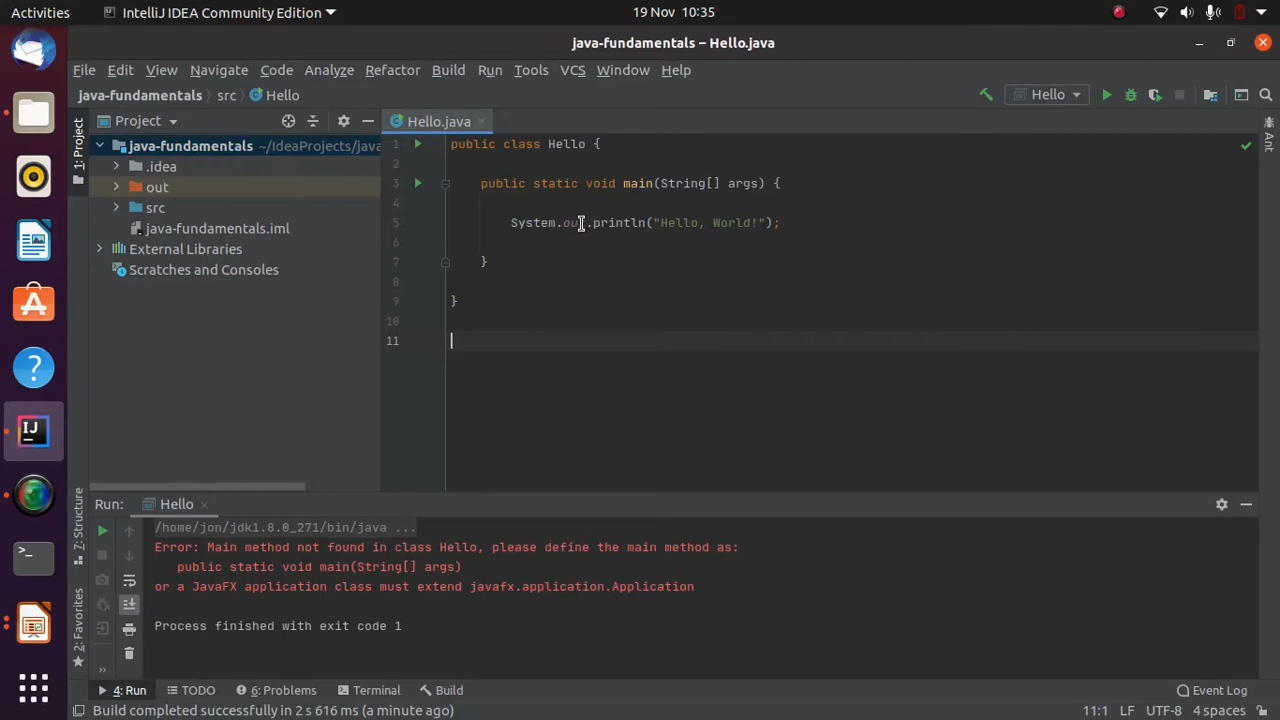 Activities IntelliJ IDEA Community Edition 19 Nov 10:35
java-fundamentals – Hello.java
File Edit View Navigate Code Analyze Refactor Build Run Tools VCS Window Help
java-fundamentals src Hello Hello
1: Project
Project
java-fundamentals ~/IdeaProjects/java
.idea
out
src
java-fundamentals.iml
External Libraries
Scratches and Consoles
Hello.java
1 public class Hello {
2
3 public static void main(String[] args) {
4
5 System.out.println("Hello, World!");
6
7 }
8
9 }
10
11
Ant
7: Structure
2: Favorites
Run: Hello
/home/jon/jdk1.8.0_271/bin/java ...
Error: Main method not found in class Hello, please define the main method as:
public static void main(String[] args)
or a JavaFX application class must extend javafx.application.Application
Process finished with exit code 1
4: Run TODO 6: Problems Terminal Build Event Log
Build completed successfully in 2 s 616 ms (a minute ago) 11:1 LF UTF-8 4 spaces